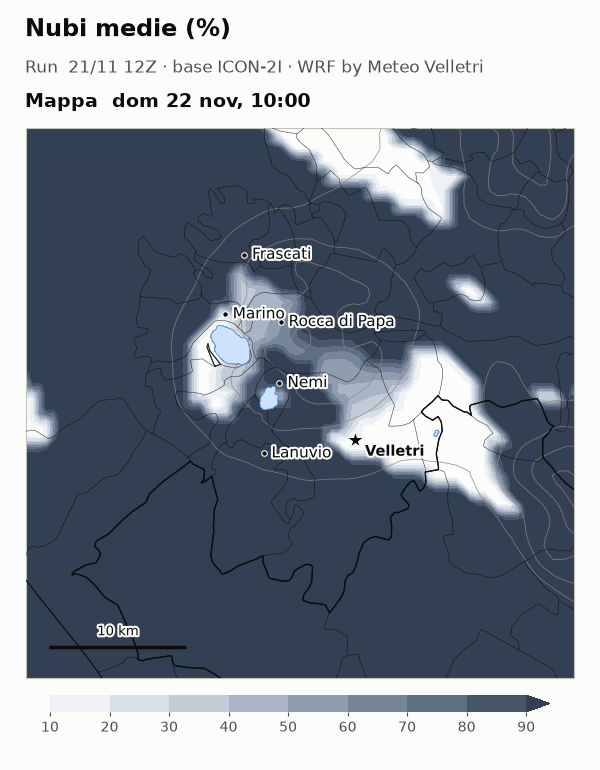 Nubi medie (%)
Run  21/11 12Z · base ICON-2I · WRF by Meteo Velletri
Mappa  dom 22 nov, 10:00
Frascati
Marino
Rocca di Papa
Nemi
Velletri
Lanuvio
10 km
10 20 30 40 50 60 70 80 90